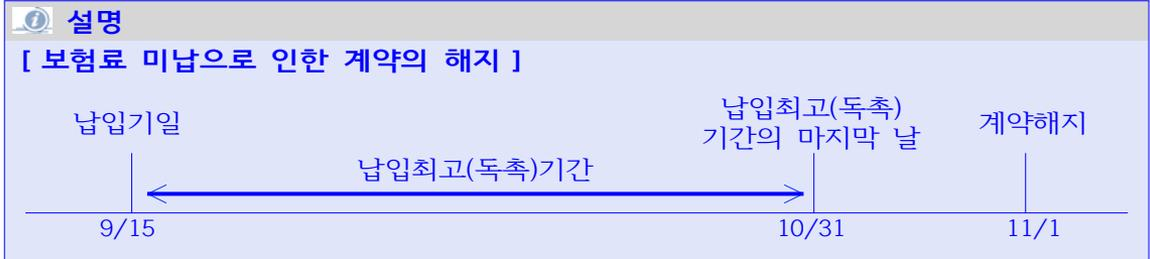 설명
[ 보험료 미납으로 인한 계약의 해지 ]
납입기일
납입최고(독촉)
기간의 마지막 날
계약해지
납입최고(독촉)기간
9/15
10/31
11/1